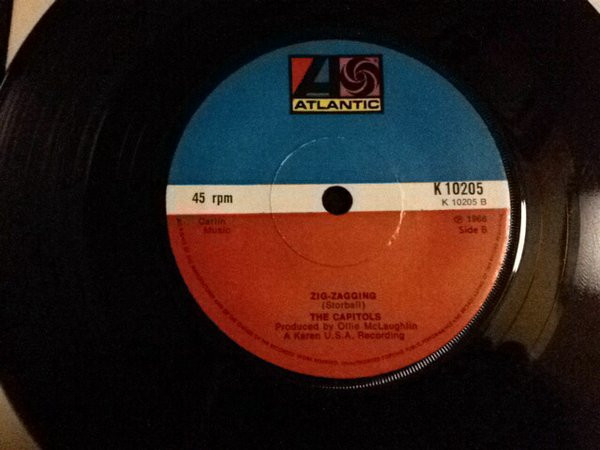 ATLANTIC
45 rpm
K 10205
K 10205 B
Carlin
Music
℗ 1966
Side B
ZIG-ZAGGING
(Storball)
THE CAPITOLS
Produced by Ollie McLaughlin
A Karen U.S.A. Recording